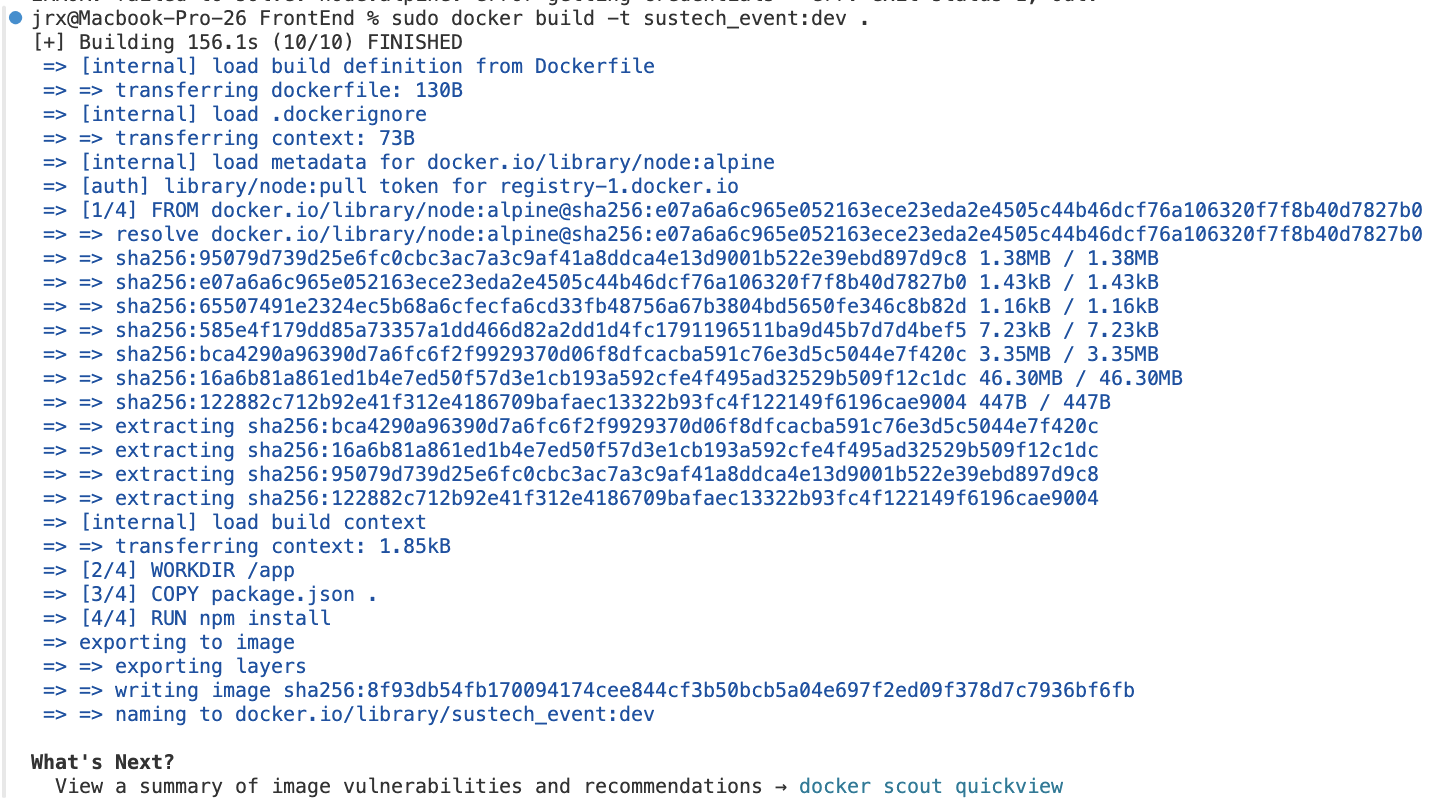 jrx@Macbook-Pro-26 FrontEnd % sudo docker build -t sustech_event:dev .
[+] Building 156.1s (10/10) FINISHED
=> [internal] load build definition from Dockerfile
=> => transferring dockerfile: 130B
=> [internal] load .dockerignore
=> => transferring context: 73B
=> [internal] load metadata for docker.io/library/node:alpine
=> [auth] library/node:pull token for registry-1.docker.io
=> [1/4] FROM docker.io/library/node:alpine@sha256:e07a6a6c965e052163ece23eda2e4505c44b46dcf76a106320f7f8b40d7827b0
=> => resolve docker.io/library/node:alpine@sha256:e07a6a6c965e052163ece23eda2e4505c44b46dcf76a106320f7f8b40d7827b0
=> => sha256:95079d739d25e6fc0cbc3ac7a3c9af41a8ddca4e13d9001b522e39ebd897d9c8 1.38MB / 1.38MB
=> => sha256:e07a6a6c965e052163ece23eda2e4505c44b46dcf76a106320f7f8b40d7827b0 1.43kB / 1.43kB
=> => sha256:65507491e2324ec5b68a6cfecfa6cd33fb48756a67b3804bd5650fe346c8b82d 1.16kB / 1.16kB
=> => sha256:585e4f179dd85a73357a1dd466d82a2dd1d4fc1791196511ba9d45b7d7d4bef5 7.23kB / 7.23kB
=> => sha256:bca4290a96390d7a6fc6f2f9929370d06f8dfcacba591c76e3d5c5044e7f420c 3.35MB / 3.35MB
=> => sha256:16a6b81a861ed1b4e7ed50f57d3e1cb193a592cfe4f495ad32529b509f12c1dc 46.30MB / 46.30MB
=> => sha256:122882c712b92e41f312e4186709bafaec13322b93fc4f122149f6196cae9004 447B / 447B
=> => extracting sha256:bca4290a96390d7a6fc6f2f9929370d06f8dfcacba591c76e3d5c5044e7f420c
=> => extracting sha256:16a6b81a861ed1b4e7ed50f57d3e1cb193a592cfe4f495ad32529b509f12c1dc
=> => extracting sha256:95079d739d25e6fc0cbc3ac7a3c9af41a8ddca4e13d9001b522e39ebd897d9c8
=> => extracting sha256:122882c712b92e41f312e4186709bafaec13322b93fc4f122149f6196cae9004
=> [internal] load build context
=> => transferring context: 1.85kB
=> [2/4] WORKDIR /app
=> [3/4] COPY package.json .
=> [4/4] RUN npm install
=> exporting to image
=> => exporting layers
=> => writing image sha256:8f93db54fb170094174cee844cf3b50bcb5a04e697f2ed09f378d7c7936bf6fb
=> => naming to docker.io/library/sustech_event:dev
What's Next?
View a summary of image vulnerabilities and recommendations → docker scout quickview